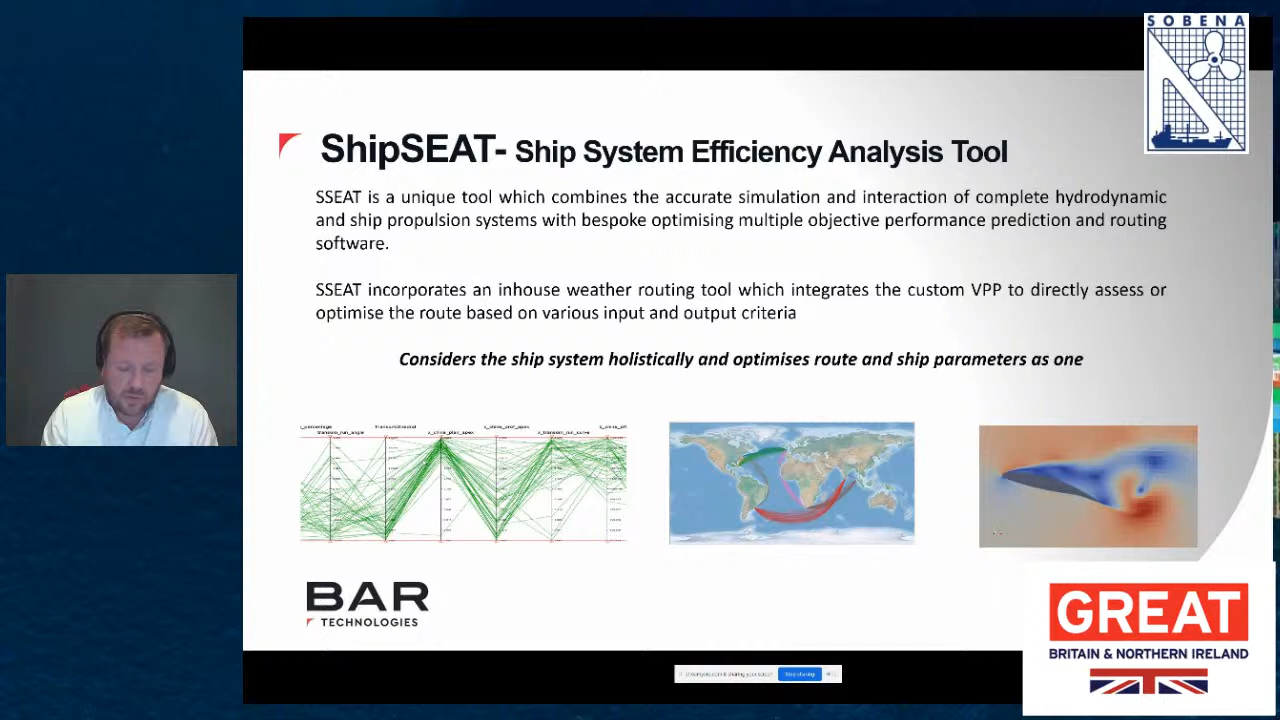 SOBENA
ShipSEAT- Ship System Efficiency Analysis Tool
SSEAT is a unique tool which combines the accurate simulation and interaction of complete hydrodynamic
and ship propulsion systems with bespoke optimising multiple objective performance prediction and routing
software.
SSEAT incorporates an inhouse weather routing tool which integrates the custom VPP to directly assess or
optimise the route based on various input and output criteria
Considers the ship system holistically and optimises route and ship parameters as one
BAR
TECHNOLOGIES
GREAT
BRITAIN & NORTHERN IRELAND
Stop sharing